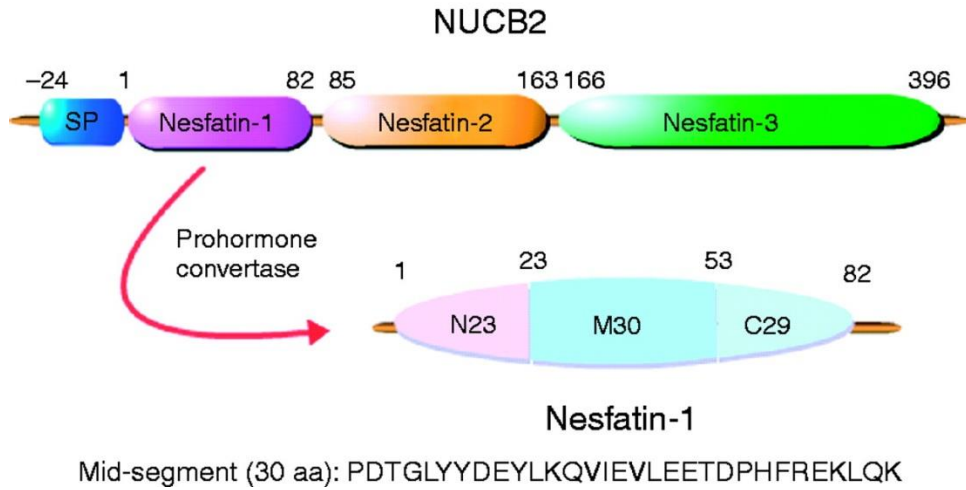 NUCB2
–24 1 82 85 163 166 396
SP Nesfatin-1 Nesfatin-2 Nesfatin-3
Prohormone
convertase
1 23 53 82
N23 M30 C29
Nesfatin-1
Mid-segment (30 aa): PDTGLYYDEYLKQVIEVLEETDPHFREKLQK